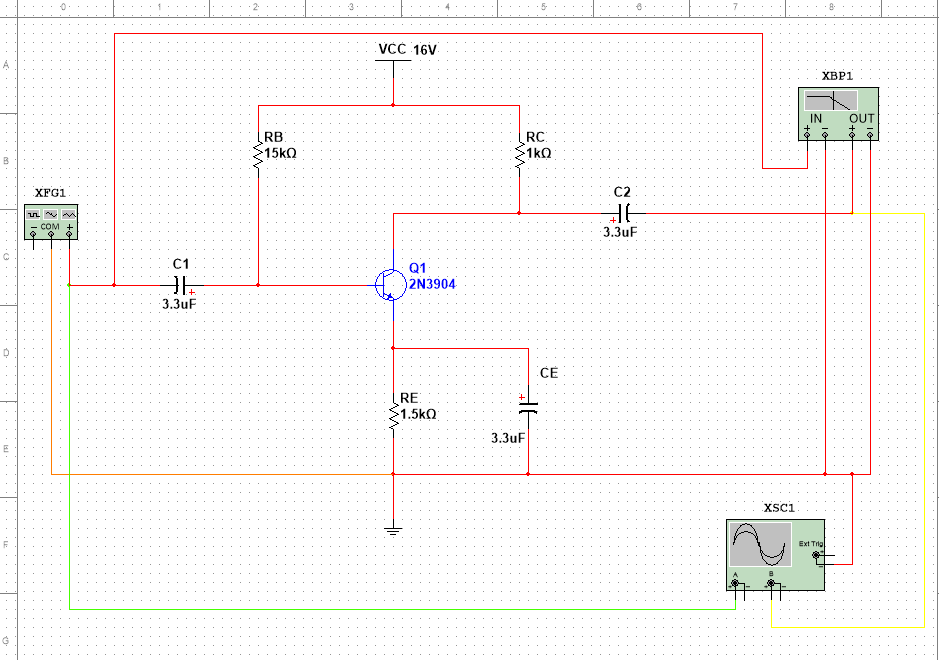 0 1 2 3 4 5 6 7 8
A
VCC 16V
XBP1
IN OUT
+ − + −
B
RB
15kΩ
RC
1kΩ
XFG1
− COM +
C2
+
3.3uF
C
C1
+
3.3uF
Q1
2N3904
D
CE
+
3.3uF
RE
1.5kΩ
E
XSC1
F
Ext Trig
+
−
A B
+ − + −
G